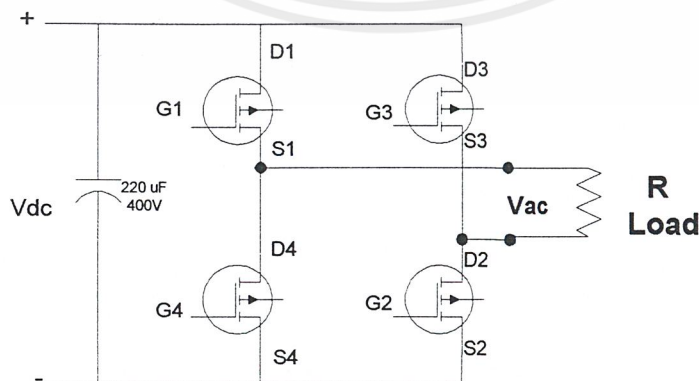 +
D1
D3
G1
G3
S1
S3
220 uF
400V
Vdc
Vac
R
Load
D4
D2
G4
G2
S4
S2
-